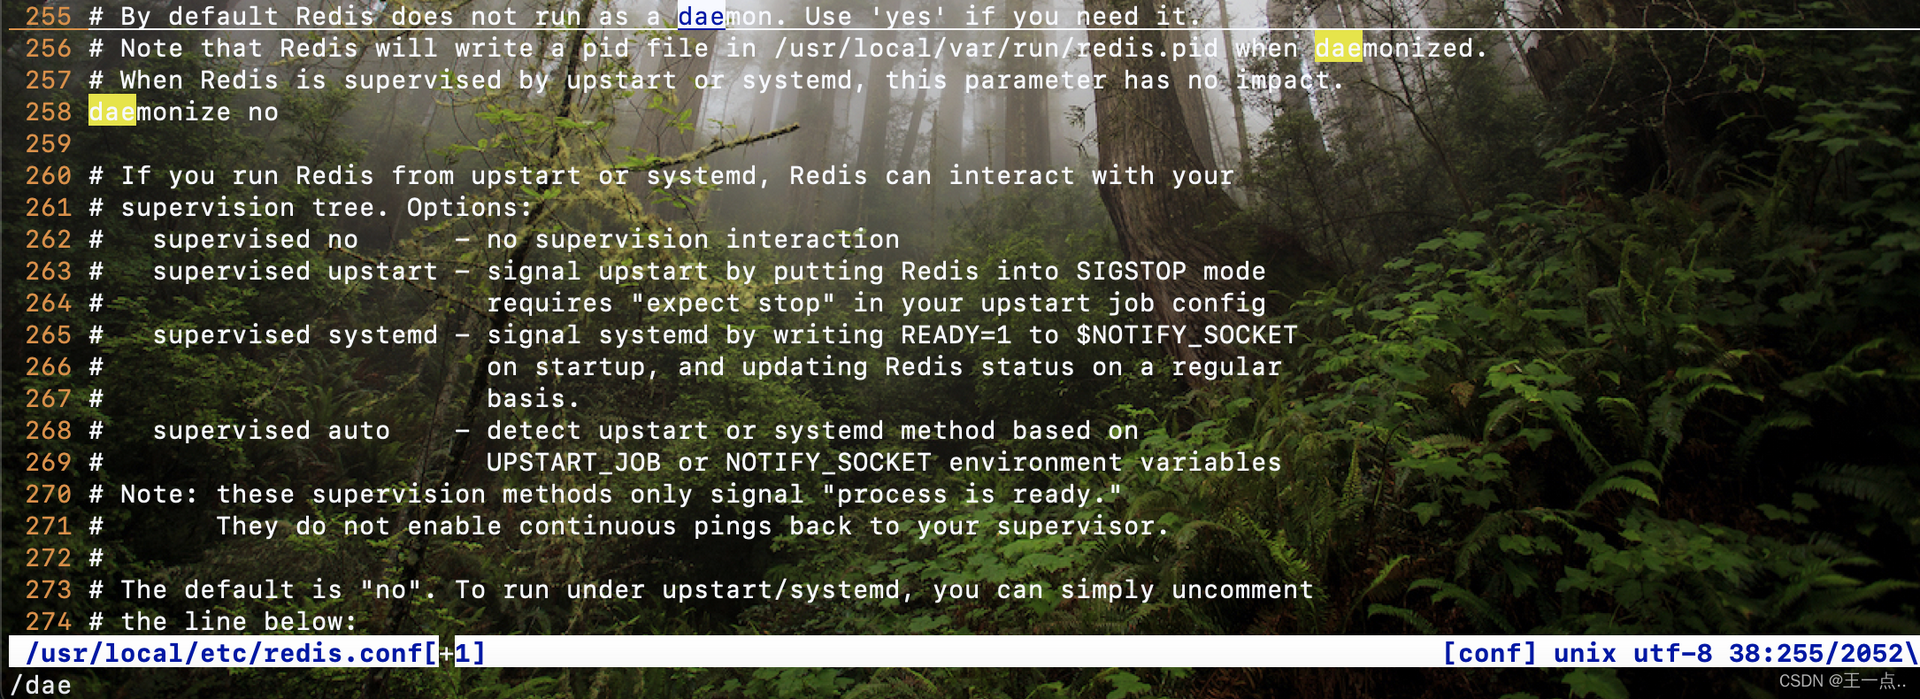 255 # By default Redis does not run as a daemon. Use 'yes' if you need it.
256 # Note that Redis will write a pid file in /usr/local/var/run/redis.pid when daemonized.
257 # When Redis is supervised by upstart or systemd, this parameter has no impact.
258 daemonize no
259
260 # If you run Redis from upstart or systemd, Redis can interact with your
261 # supervision tree. Options:
262 #   supervised no      - no supervision interaction
263 #   supervised upstart - signal upstart by putting Redis into SIGSTOP mode
264 #                        requires "expect stop" in your upstart job config
265 #   supervised systemd - signal systemd by writing READY=1 to $NOTIFY_SOCKET
266 #                        on startup, and updating Redis status on a regular
267 #                        basis.
268 #   supervised auto    - detect upstart or systemd method based on
269 #                        UPSTART_JOB or NOTIFY_SOCKET environment variables
270 # Note: these supervision methods only signal "process is ready."
271 #       They do not enable continuous pings back to your supervisor.
272 #
273 # The default is "no". To run under upstart/systemd, you can simply uncomment
274 # the line below:
/usr/local/etc/redis.conf[+1] [conf] unix utf-8 38:255/2052\
/dae
CSDN @王一点..